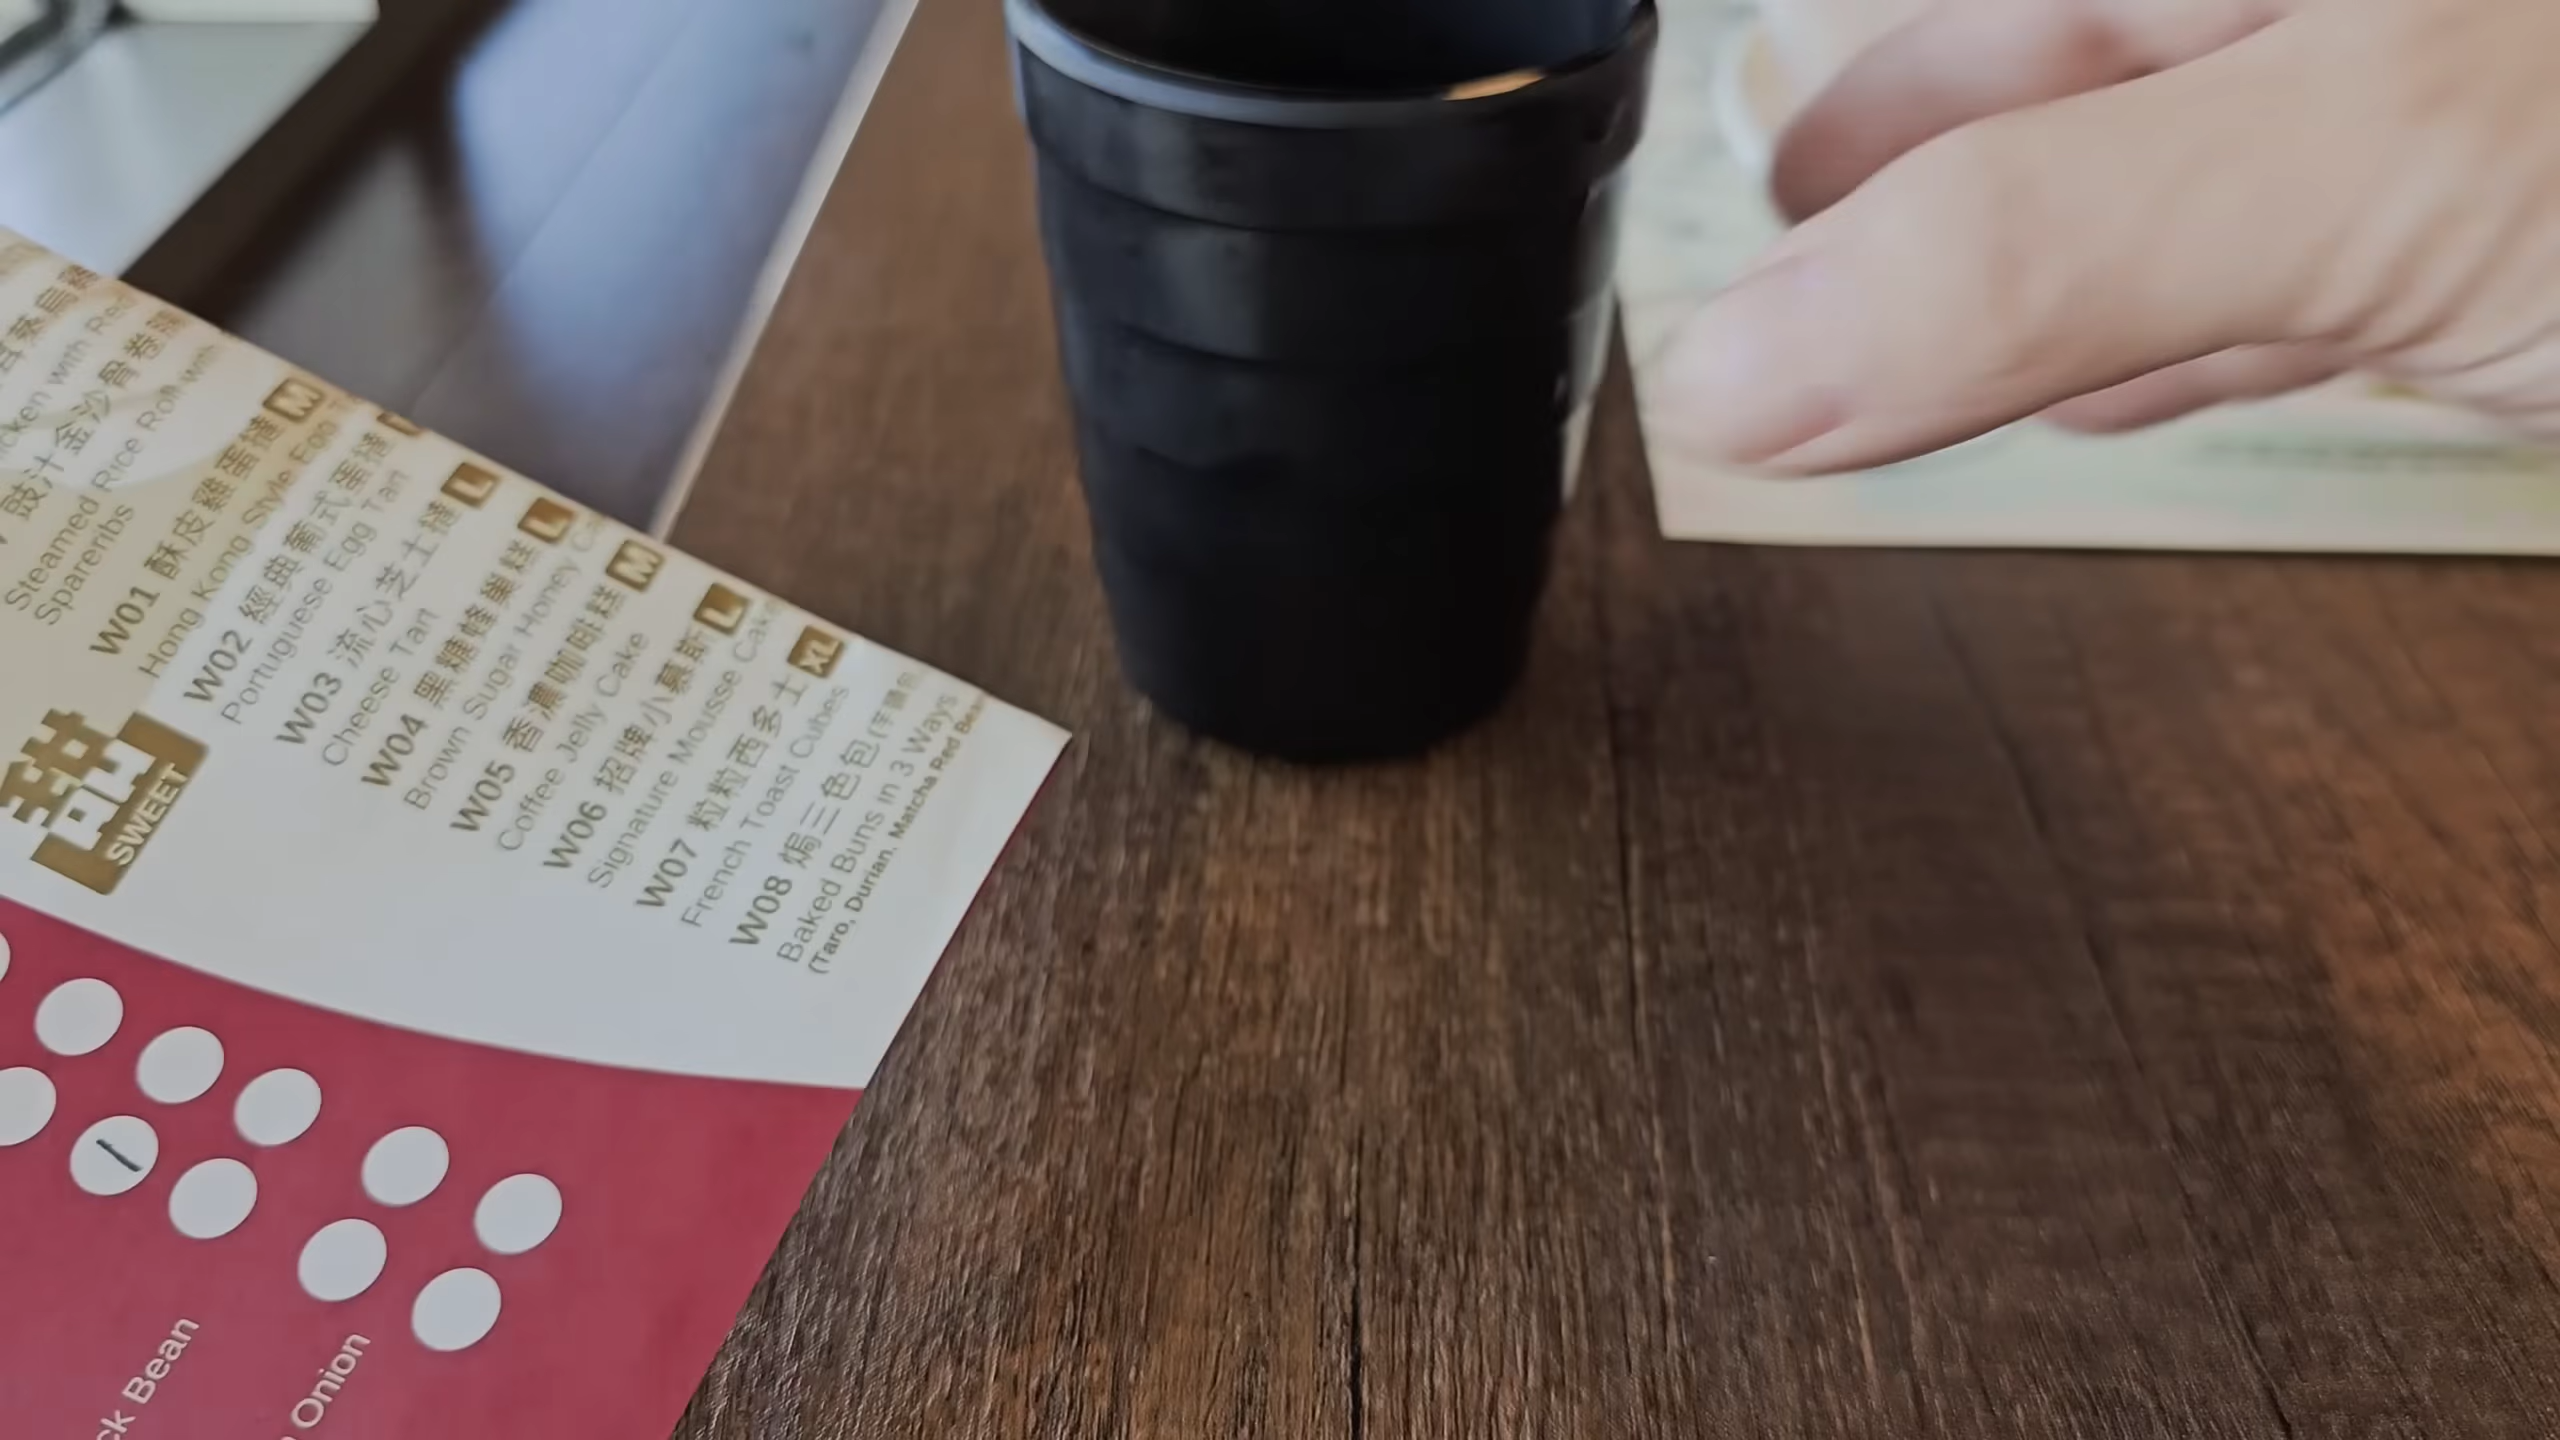 豉汁金沙骨卷
Steamed Rice Roll with
Spareribs
甜
SWEET
W01 酥皮雞蛋撻 M
Hong Kong Style Egg
W02 經典葡式蛋撻
Portuguese Egg Tart
W03 流心芝士撻 L
Cheese Tart
W04 黑糖蜂巢糕 L
Brown Sugar Honey
W05 香濃咖啡糕 M
Coffee Jelly Cake
W06 招牌小慕斯 L
Signature Mousse Cake
W07 粒粒西多士 XL
French Toast Cubes
W08 焗三色包
Baked Buns in 3 Ways
(Taro, Durian, Matcha Red Bean
ck Bean
Onion